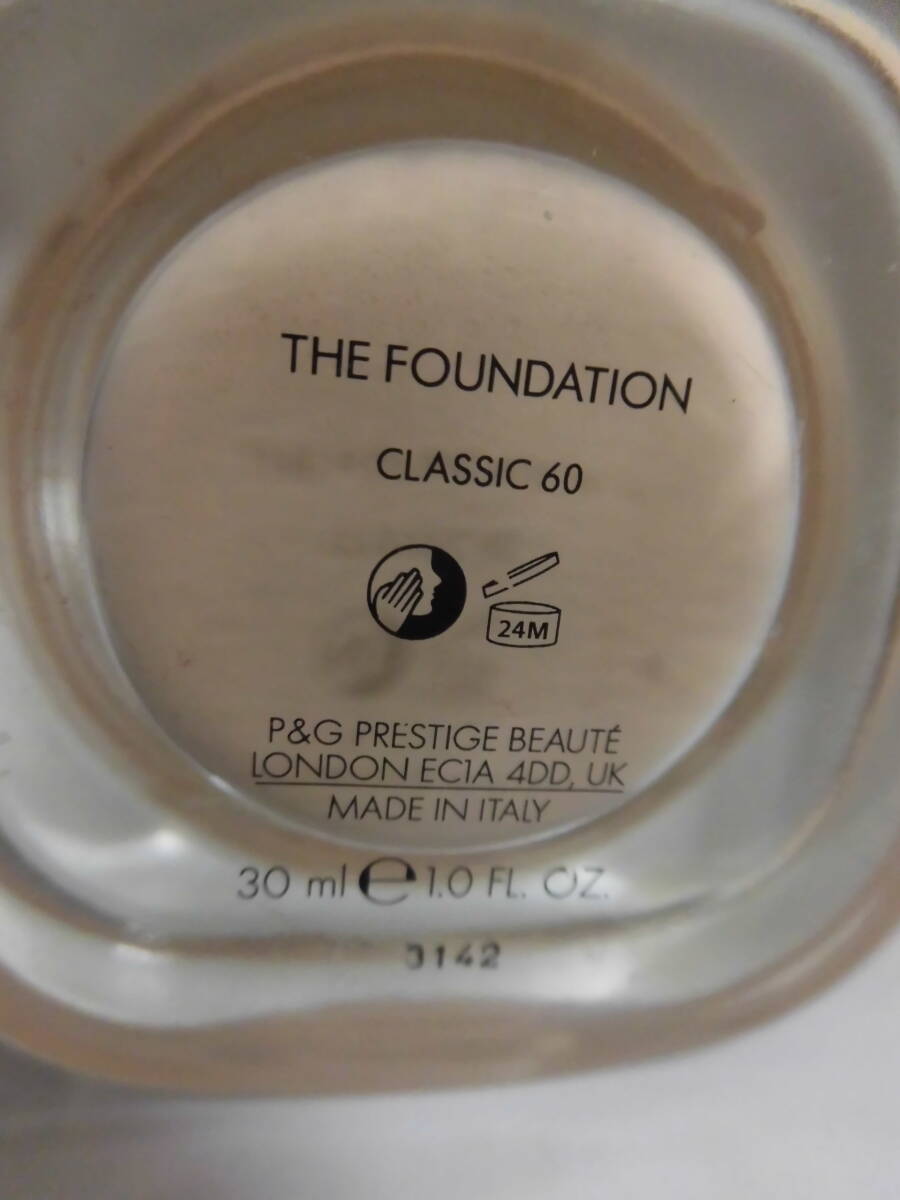 THE FOUNDATION
CLASSIC 60
24M
P&G PRESTIGE BEAUTÉ
LONDON EC1A 4DD, UK
MADE IN ITALY
30 ml ℮ 1.0 FL. OZ.
3142